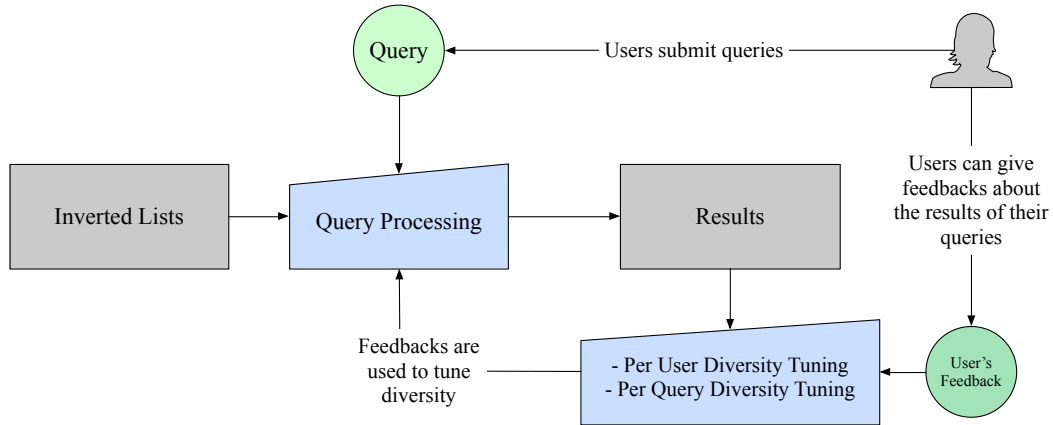 Query
Users submit queries
Users can give
feedbacks about
the results of their
queries
Inverted Lists
Query Processing
Results
Feedbacks are
used to tune
diversity
- Per User Diversity Tuning
- Per Query Diversity Tuning
User's
Feedback